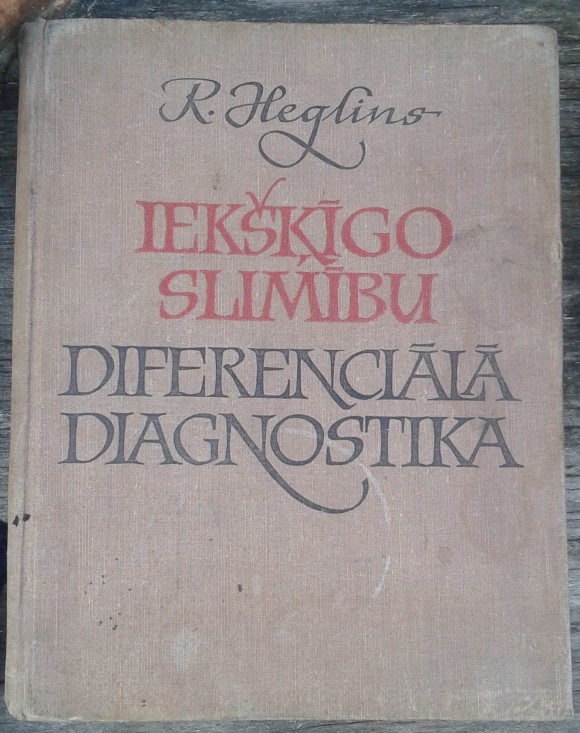 R. Heglins
IEKŠĶĪGO
SLIMĪBU
DIFERENCIĀLĀ
DIAGNOSTIKA